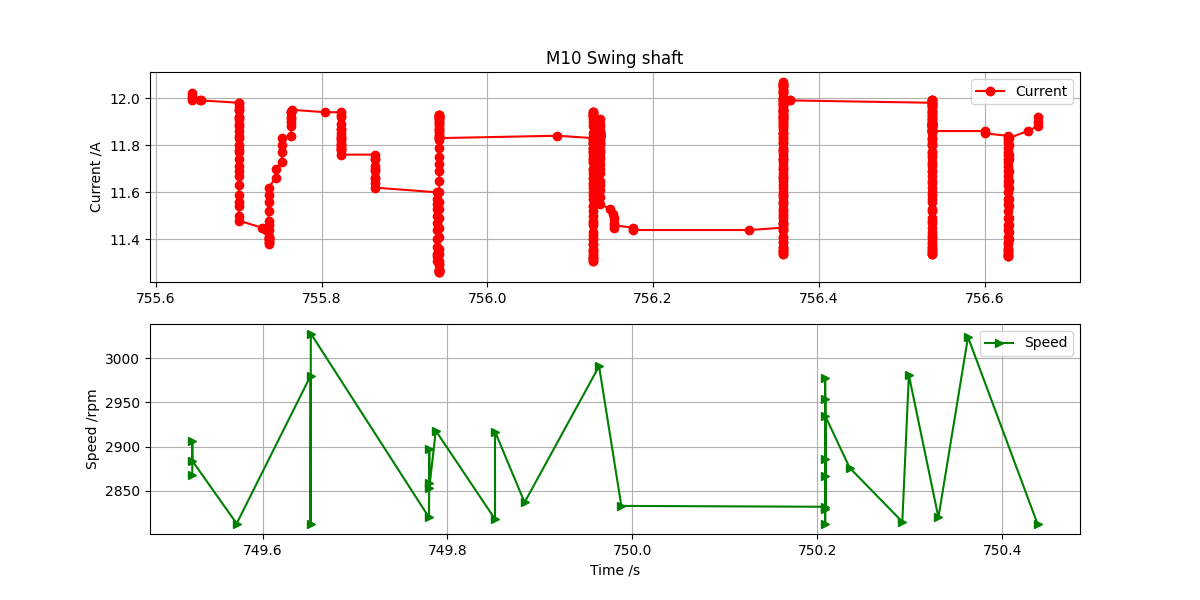 M10 Swing shaft
Current
Current /A
12.0
11.8
11.6
11.4
755.6 755.8 756.0 756.2 756.4 756.6
Speed
Speed /rpm
3000
2950
2900
2850
749.6 749.8 750.0 750.2 750.4
Time /s